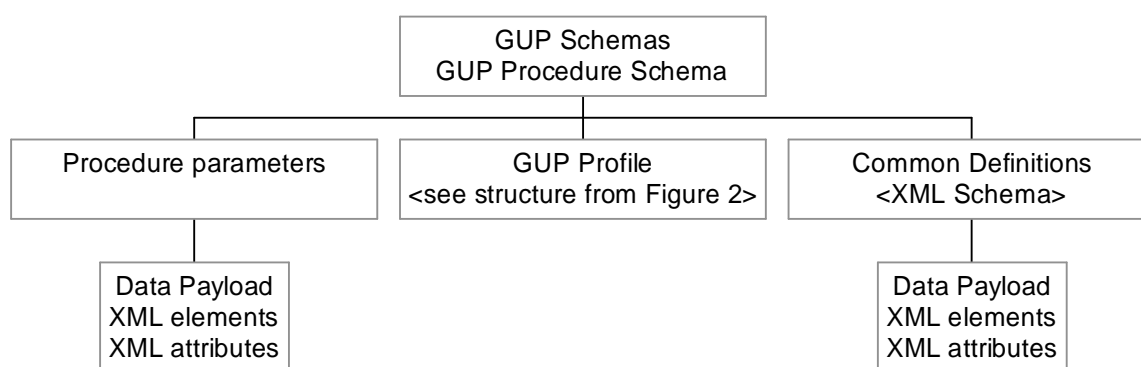 GUP Schemas
GUP Procedure Schema
Procedure parameters
GUP Profile
<see structure from Figure 2>
Common Definitions
<XML Schema>
Data Payload
XML elements
XML attributes
Data Payload
XML elements
XML attributes